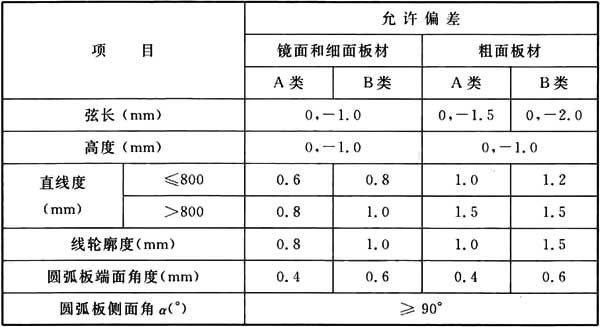 项 目 允许偏差
镜面和细面板材 粗面板材
A类 B类 A类 B类
弦长(mm) 0,-1.0 0,-1.5 0,-2.0
高度(mm) 0,-1.0 0,-1.0
直线度(mm) ≤800 0.6 0.8 1.0 1.2
>800 0.8 1.0 1.5 1.5
线轮廓度(mm) 0.8 1.0 1.0 1.5
圆弧板端面角度(mm) 0.4 0.6 0.4 0.6
圆弧板侧面角α(°) ≥90°